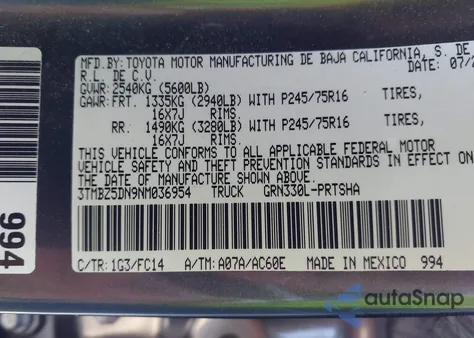 MFD.BY:TOYOTA MOTOR MANUFACTURING DE BAJA CALIFORNIA, S. DE
R.L. DE C.V. DATE: 07/2
GVWR: 2540KG (5600LB)
GAWR: FRT. 1335KG (2940LB) WITH P245/75R16 TIRES,
16X7J RIMS.
RR. 1490KG (3280LB) WITH P245/75R16 TIRES,
16X7J RIMS.
THIS VEHICLE CONFORMS TO ALL APPLICABLE FEDERAL MOTOR
VEHICLE SAFETY AND THEFT PREVENTION STANDARDS IN EFFECT ON
THE DATE OF MANUFACTURE SHOWN ABOVE.
3TMBZ5DN9NM036954 TRUCK GRN330L-PRTSHA
C/TR: 1G3/FC14 A/TM: A07A/AC60E MADE IN MEXICO 994
994
autoSnap